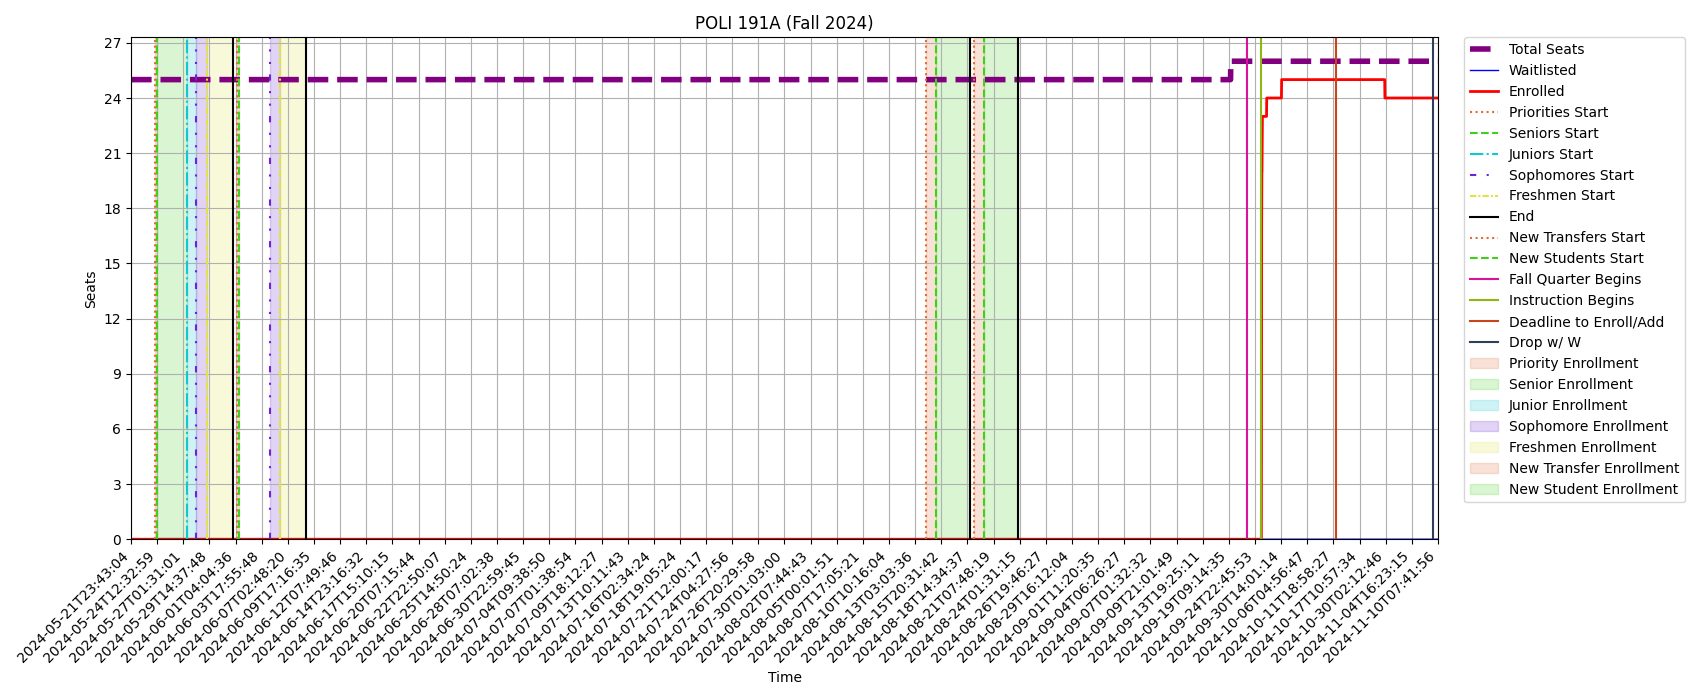 POLI 191A (Fall 2024)
27
24
21
18
15
12
9
6
3
0
Seats
2024-05-21T23:43:04
2024-05-24T12:32:59
2024-05-27T01:31:01
2024-05-29T14:37:48
2024-06-01T04:04:36
2024-06-03T17:55:48
2024-06-07T02:48:20
2024-06-09T17:16:35
2024-06-12T07:49:46
2024-06-14T23:16:32
2024-06-17T15:10:15
2024-06-20T07:15:44
2024-06-22T22:50:07
2024-06-25T14:50:24
2024-06-28T07:02:38
2024-06-30T22:59:45
2024-07-04T09:38:50
2024-07-07T01:38:54
2024-07-09T18:12:27
2024-07-13T10:11:43
2024-07-16T02:34:24
2024-07-18T19:05:24
2024-07-21T12:00:17
2024-07-24T04:27:56
2024-07-26T20:29:58
2024-07-30T01:03:00
2024-08-02T07:44:43
2024-08-05T00:01:51
2024-08-07T17:05:21
2024-08-10T10:16:04
2024-08-13T03:03:36
2024-08-15T20:31:42
2024-08-18T14:34:37
2024-08-21T07:48:19
2024-08-24T01:31:15
2024-08-26T19:46:27
2024-08-29T16:12:04
2024-09-01T11:20:35
2024-09-04T06:26:27
2024-09-07T01:32:32
2024-09-09T21:01:49
2024-09-13T19:25:11
2024-09-19T09:14:35
2024-09-24T22:45:53
2024-09-30T14:01:14
2024-10-06T04:56:47
2024-10-11T18:58:27
2024-10-17T10:57:34
2024-10-30T02:12:46
2024-11-04T16:23:15
2024-11-10T07:41:56
Time
Total Seats
Waitlisted
Enrolled
Priorities Start
Seniors Start
Juniors Start
Sophomores Start
Freshmen Start
End
New Transfers Start
New Students Start
Fall Quarter Begins
Instruction Begins
Deadline to Enroll/Add
Drop w/ W
Priority Enrollment
Senior Enrollment
Junior Enrollment
Sophomore Enrollment
Freshmen Enrollment
New Transfer Enrollment
New Student Enrollment